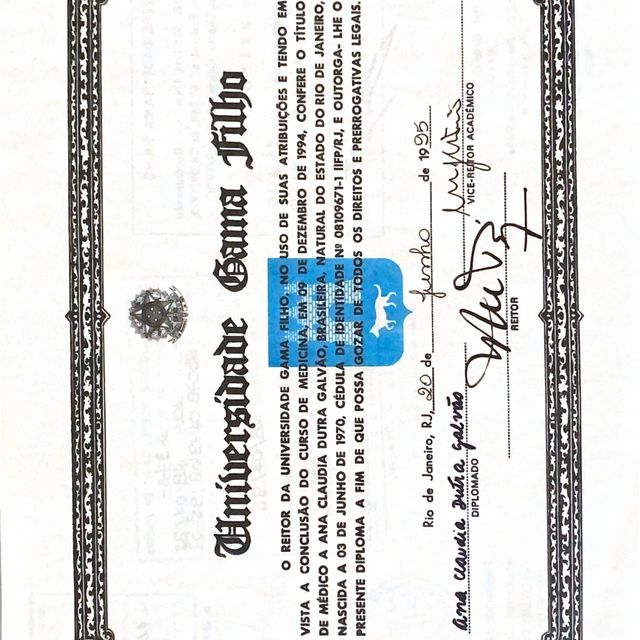 Universidade Gama Filho
O REITOR DA UNIVERSIDADE GAMA FILHO, NO USO DE SUAS ATRIBUIÇÕES E TENDO EM
VISTA A CONCLUSÃO DO CURSO DE MEDICINA, EM 09 DE DEZEMBRO DE 1994, CONFERE O TÍTULO
DE MÉDICO A ANA CLAUDIA DUTRA GALVÃO, BRASILEIRA, NATURAL DO ESTADO DO RIO DE JANEIRO,
NASCIDA A 03 DE JUNHO DE 1970, CÉDULA DE IDENTIDADE Nº 08109671-1 IIFP/RJ, E OUTORGA- LHE O
PRESENTE DIPLOMA A FIM DE QUE POSSA GOZAR DE TODOS OS DIREITOS E PRERROGATIVAS LEGAIS.
Rio de Janeiro, RJ, 20 de junho de 1995
Ana Claudia Dutra Galvão
DIPLOMADO
REITOR
VICE-REITOR ACADÊMICO